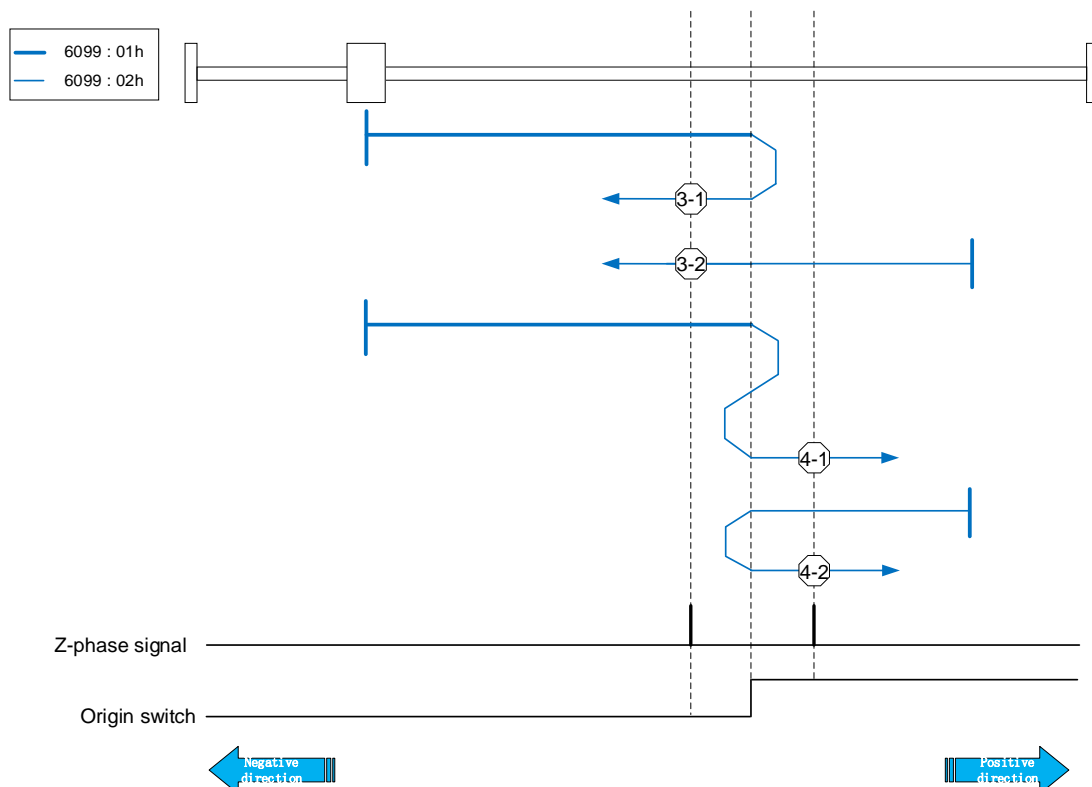 6099 : 01h
6099 : 02h
3-1
3-2
4-1
4-2
Z-phase signal
Origin switch
Negative
direction
Positive
direction